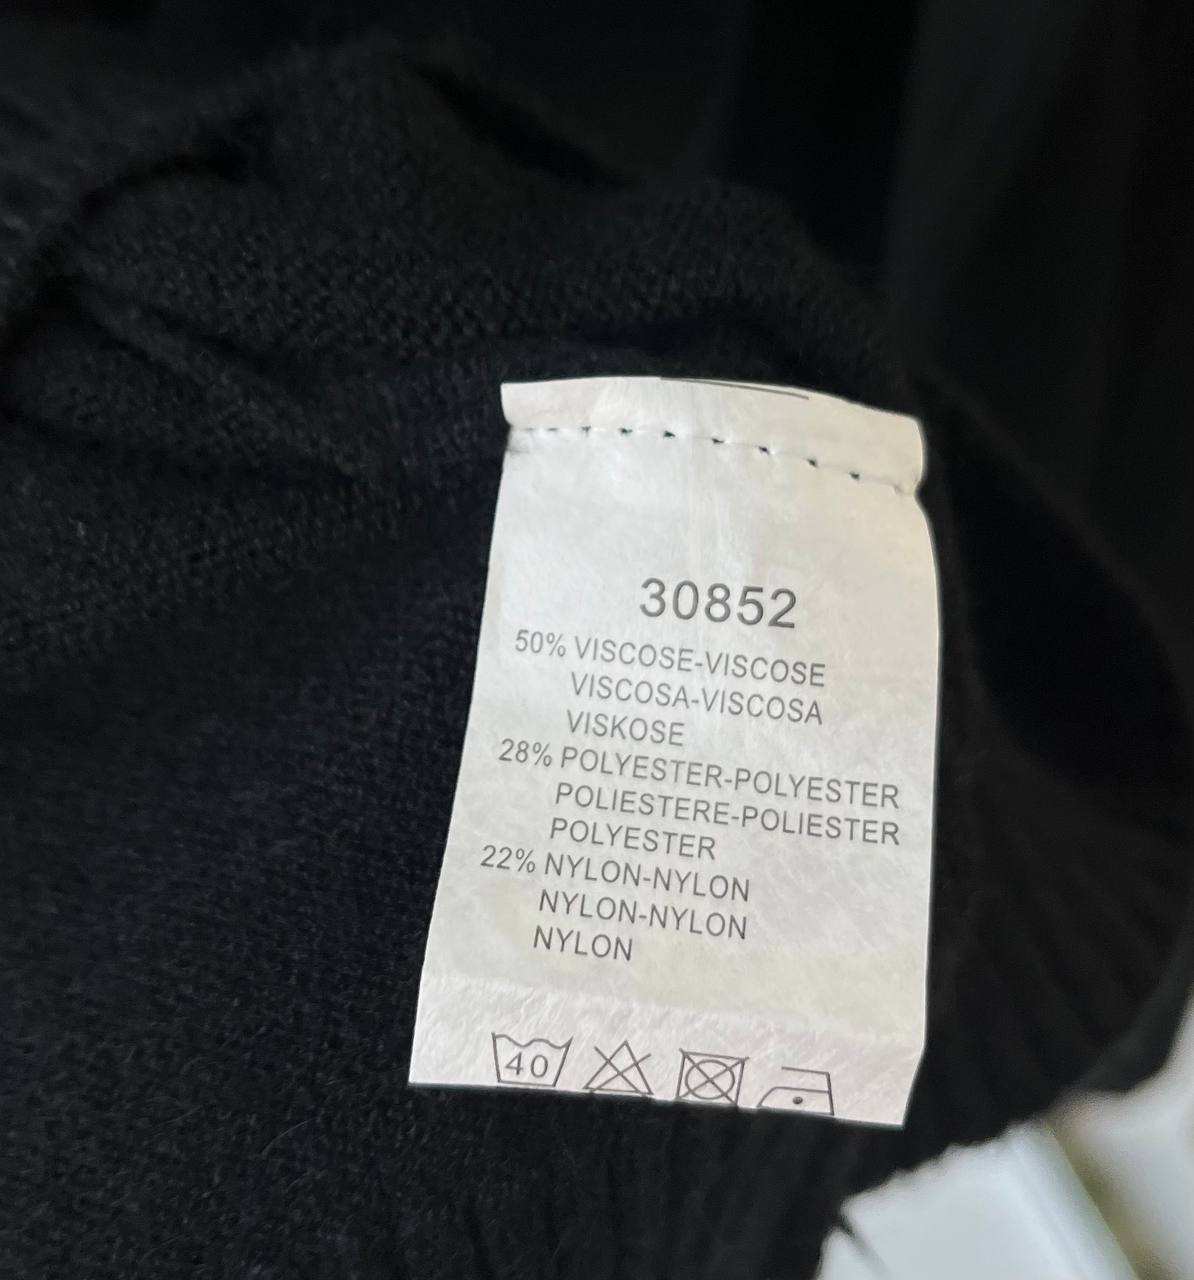 30852
50% VISCOSE-VISCOSE
VISCOSA-VISCOSA
VISKOSE
28% POLYESTER-POLYESTER
POLIESTERE-POLIESTER
POLYESTER
22% NYLON-NYLON
NYLON-NYLON
NYLON
40